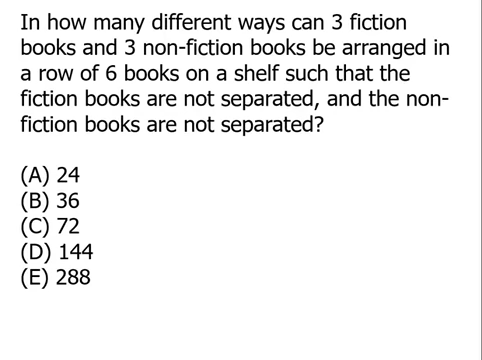 In how many different ways can 3 fiction
books and 3 non-fiction books be arranged in
a row of 6 books on a shelf such that the
fiction books are not separated, and the non-
fiction books are not separated?
(A) 24
(B) 36
(C) 72
(D) 144
(E) 288